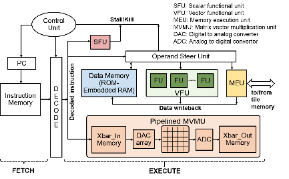 SFU: Scalar functional unit
VFU: Vector functional unit
MEU: Memory execution unit
MVMU: Matrix vector multiplication unit
DAC: Digital to analog converter
ADC: Analog to digital converter
Control
Unit
Stall/Kill
SFU
PC
Operand Steer Unit
Instruction
Memory
DECODE
Decoded instruction
Data Memory
(ROM-
Embedded RAM)
FU
FU
FU
VFU
MEU
to/from
tile
memory
Data writeback
Pipelined MVMU
Xbar_In
Memory
DAC
array
ADC
Xbar_Out
Memory
FETCH
EXECUTE